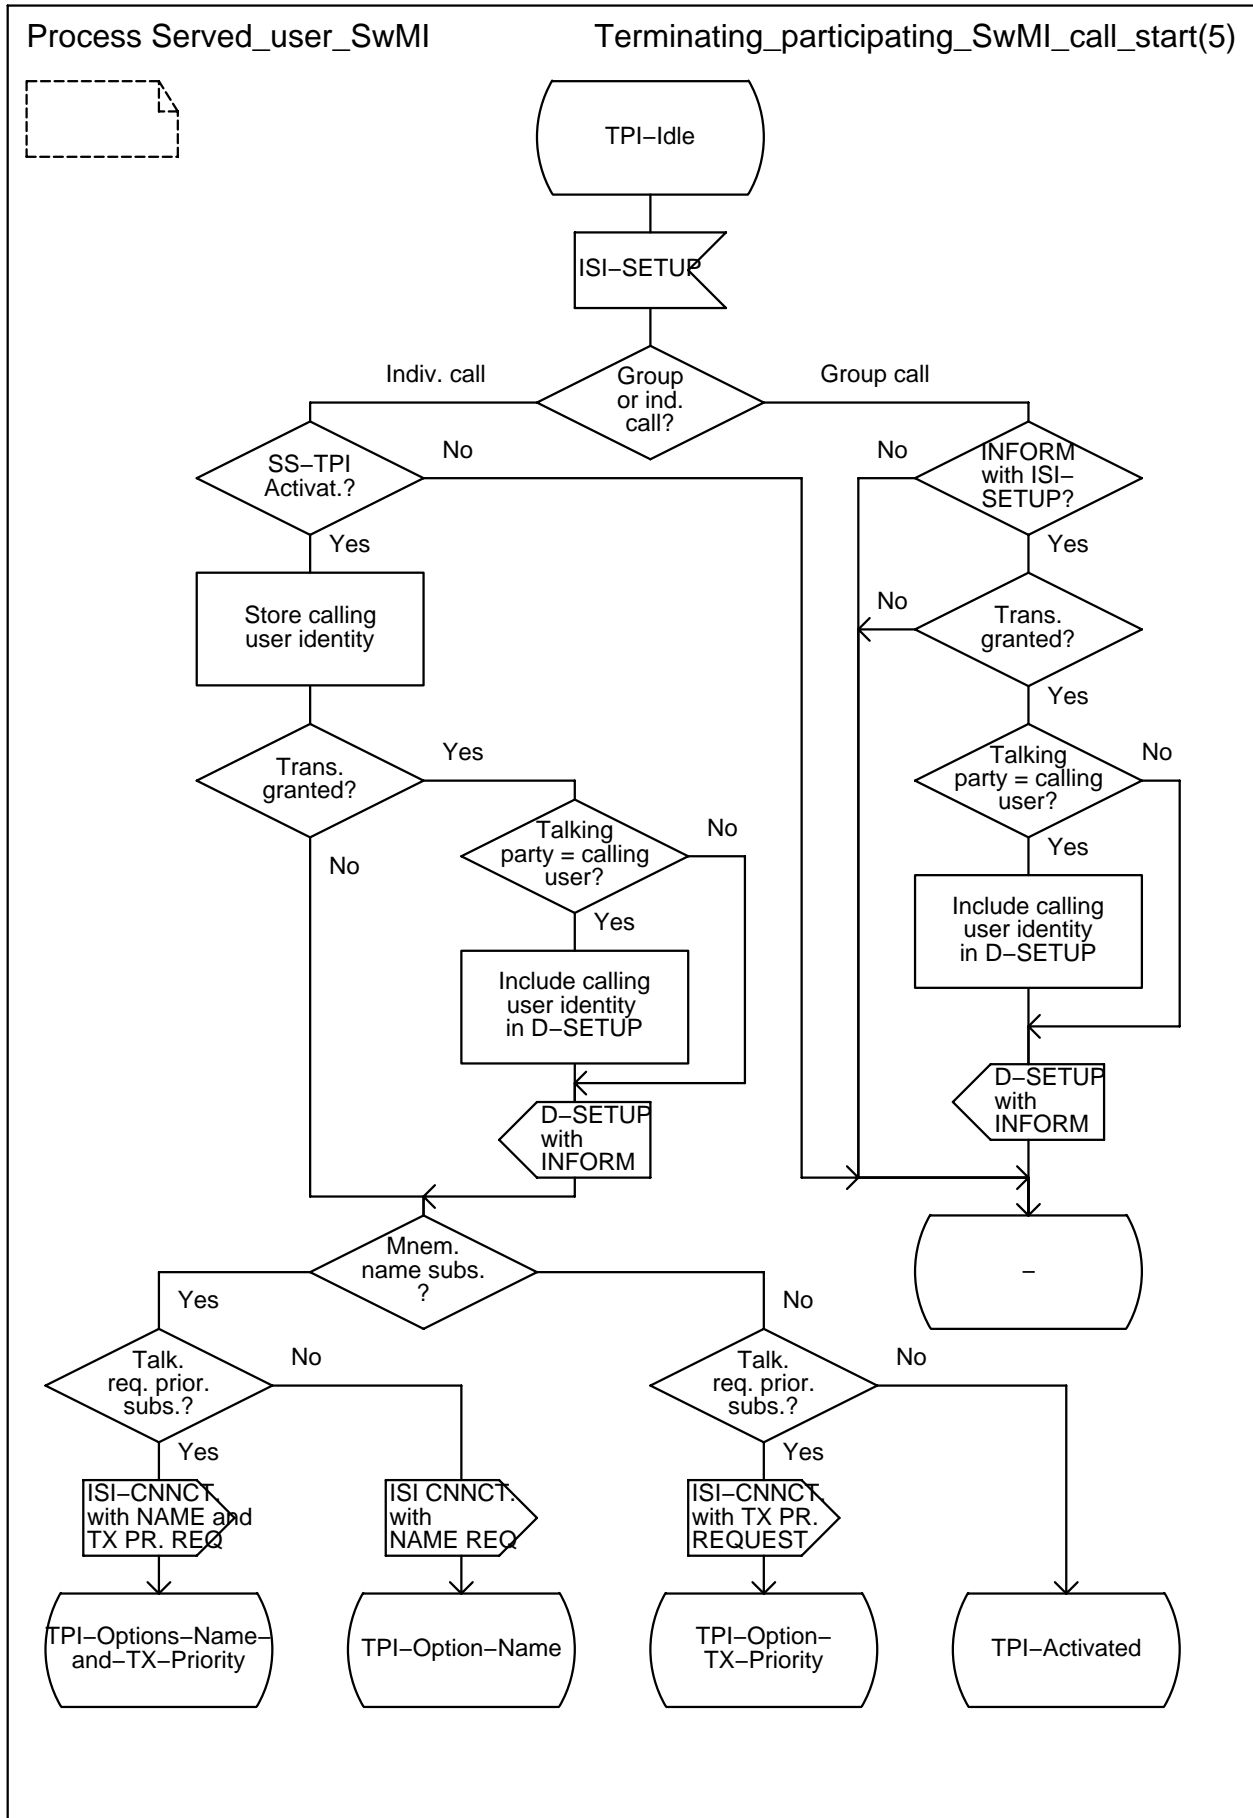 Process Served_user_SwMI
Terminating_participating_SwMI_call_start(5)
TPI–Idle
ISI–SETUP
Group
or ind.
call?
Indiv. call
Group call
SS–TPI
Activat.?
No
Yes
No
INFORM
with ISI–
SETUP?
Yes
Store calling
user identity
No
Trans.
granted?
Yes
Trans.
granted?
Yes
No
Talking
party = calling
user?
No
Yes
Talking
party = calling
user?
No
Yes
Include calling
user identity
in D–SETUP
Include calling
user identity
in D–SETUP
D–SETUP
with
INFORM
D–SETUP
with
INFORM
Mnem.
name subs.
?
Yes
No
–
Talk.
req. prior.
subs.?
No
Yes
Talk.
req. prior.
subs.?
No
Yes
ISI–CNNCT.
with NAME and
TX PR. REQ
ISI CNNCT.
with
NAME REQ
ISI–CNNCT.
with TX PR.
REQUEST
TPI–Options–Name–
and–TX–Priority
TPI–Option–Name
TPI–Option–
TX–Priority
TPI–Activated